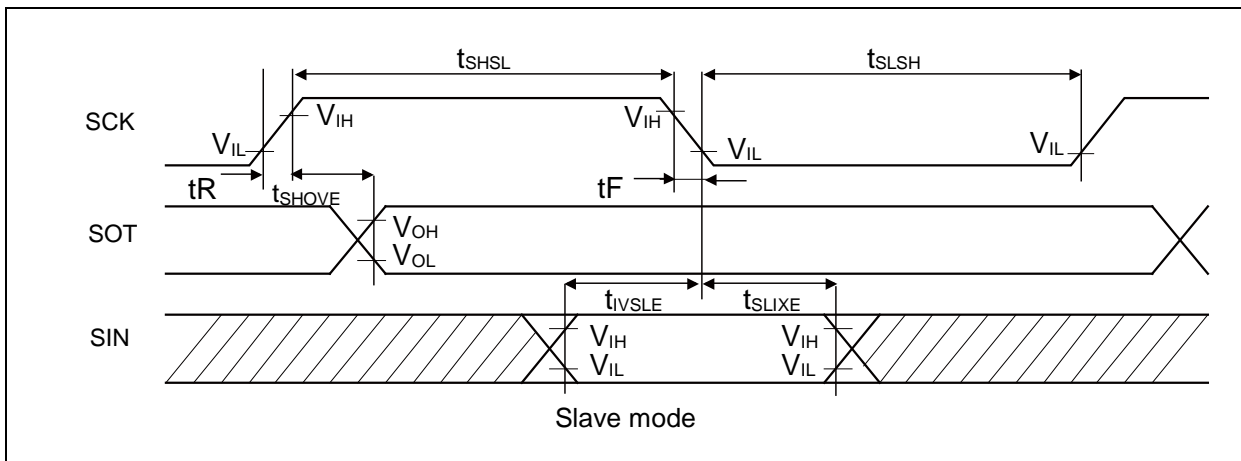 tSHSL tSLSH
SCK VIH VIH
VIL VIL VIL
tR tSHOVE tF
SOT VOH
VOL
tIVSLE tSLIXE
SIN VIH VIH
VIL VIL
Slave mode